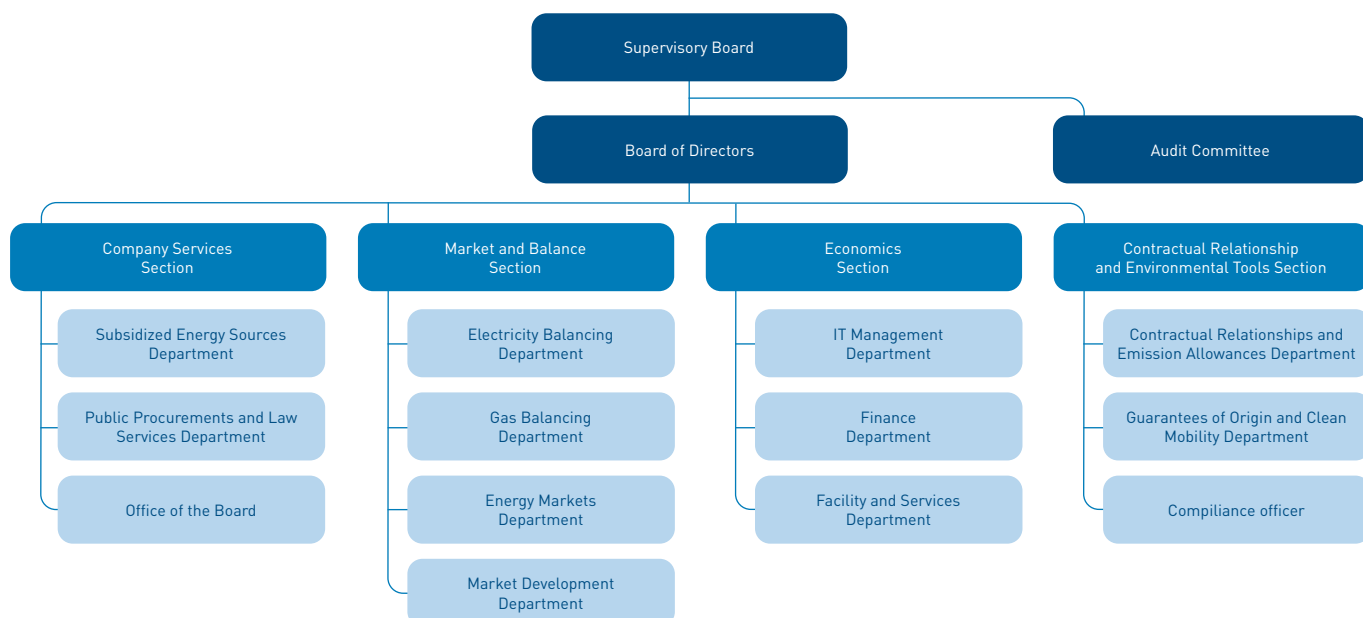 Supervisory Board
Board of Directors
Audit Committee
Company Services
Section
Market and Balance
Section
Economics
Section
Contractual Relationship
and Environmental Tools Section
Subsidized Energy Sources
Department
Electricity Balancing
Department
IT Management
Department
Contractual Relationships and
Emission Allowances Department
Public Procurements and Law
Services Department
Gas Balancing
Department
Finance
Department
Guarantees of Origin and Clean
Mobility Department
Office of the Board
Energy Markets
Department
Facility and Services
Department
Compiliance officer
Market Development
Department